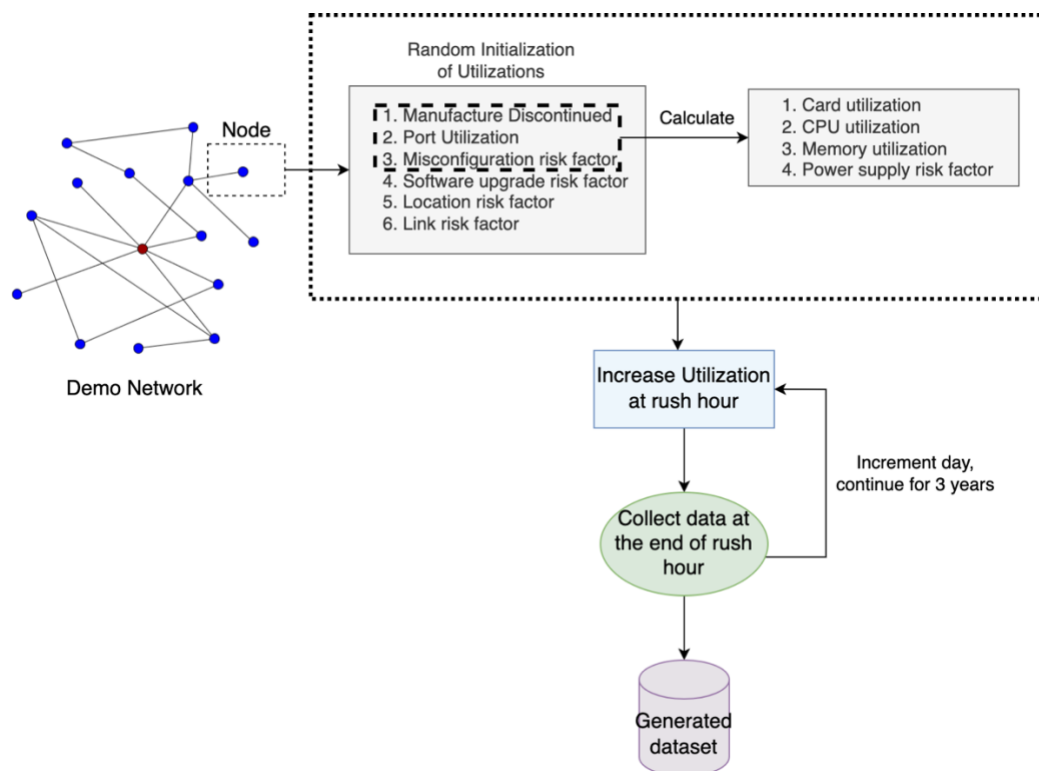 Random Initialization
of Utilizations
1. Manufacture Discontinued
2. Port Utilization
3. Misconfiguration risk factor
4. Software upgrade risk factor
5. Location risk factor
6. Link risk factor
Calculate
1. Card utilization
2. CPU utilization
3. Memory utilization
4. Power supply risk factor
Node
Demo Network
Increase Utilization
at rush hour
Increment day,
continue for 3 years
Collect data at
the end of rush
hour
Generated
dataset